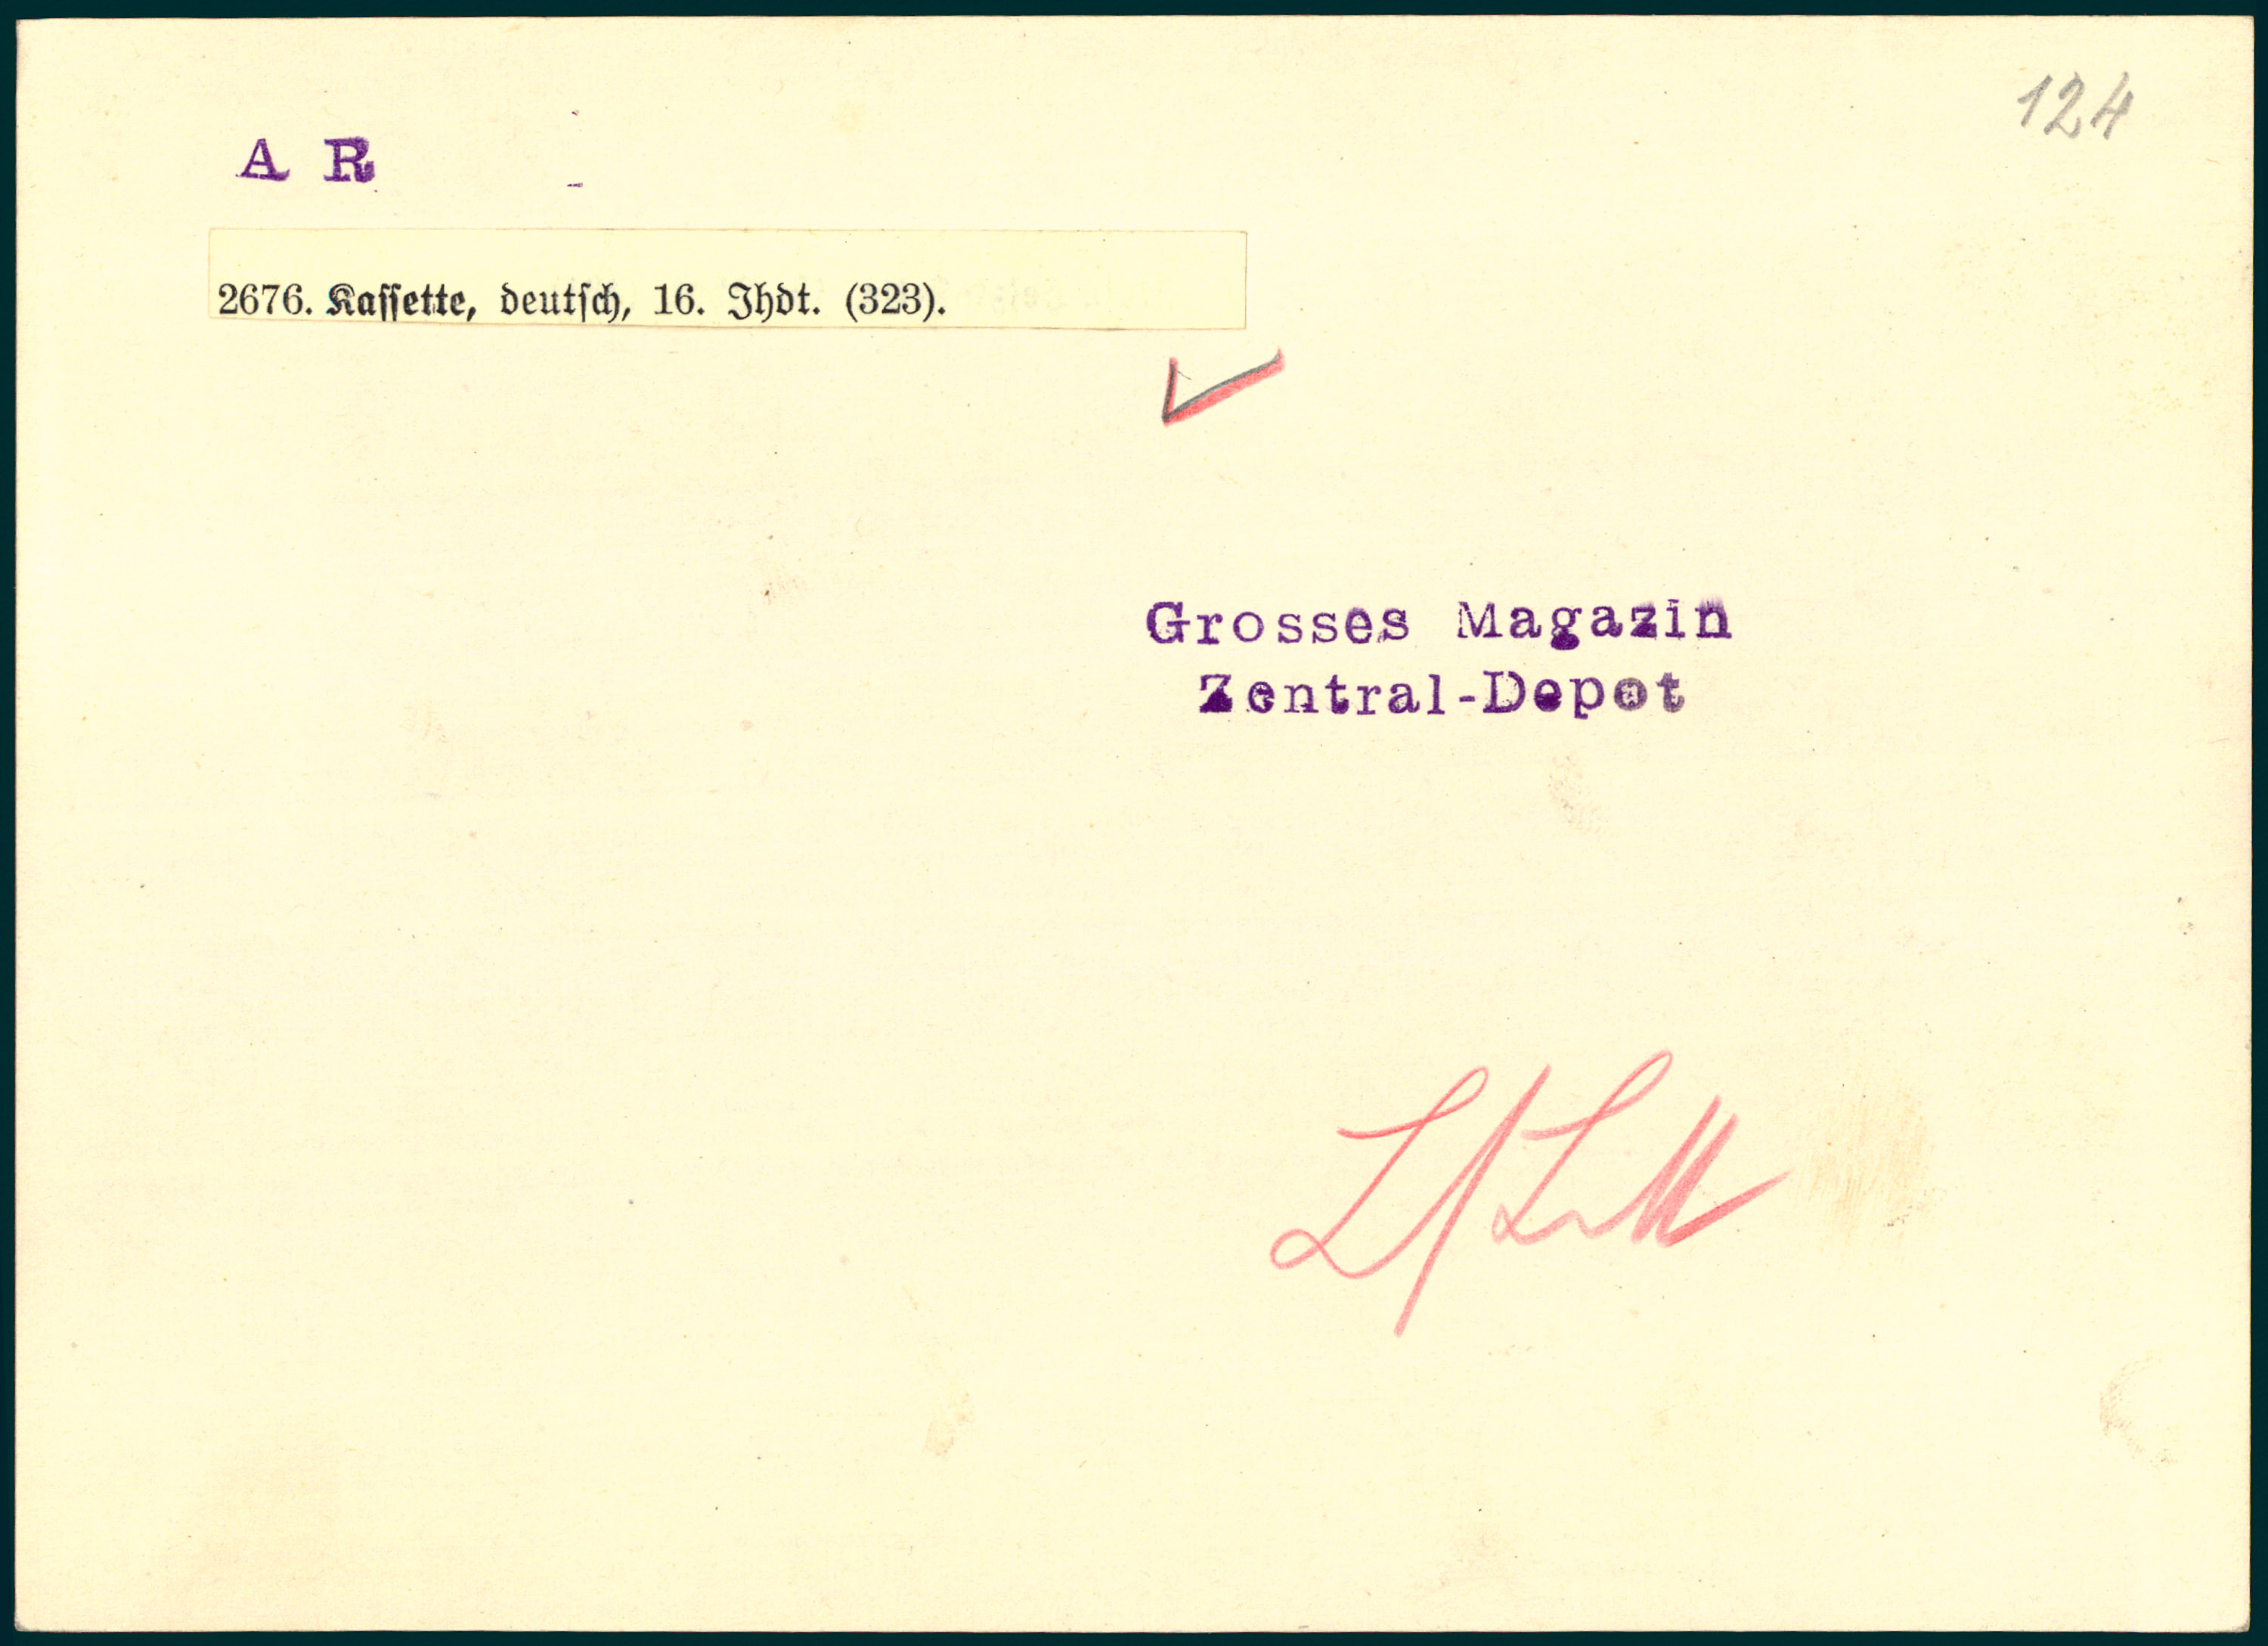 124
A R
2676. Kassette, deutsch, 16. Jhdt. (323).
Grosses Magazin
Zentral-Depot